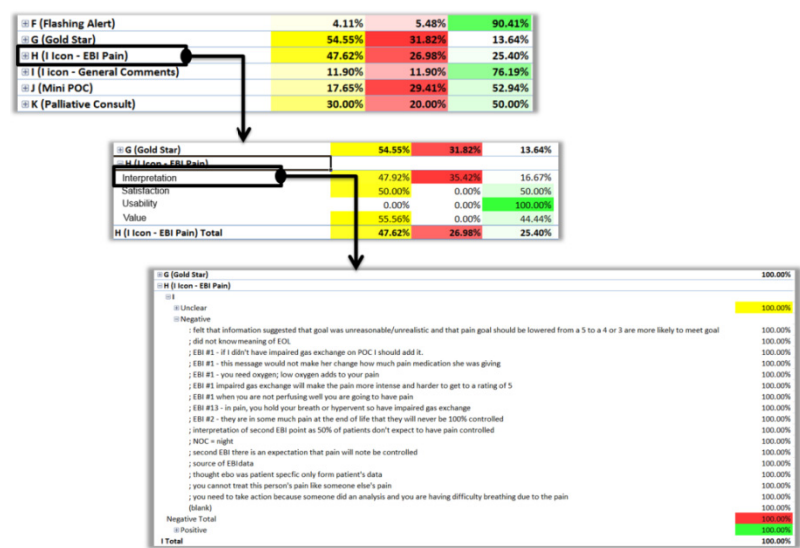 F (Flashing Alert) 4.11% 5.48% 90.41%
G (Gold Star) 54.55% 31.82% 13.64%
H (I Icon - EBI Pain) 47.62% 26.98% 25.40%
I (I icon - General Comments) 11.90% 11.90% 76.19%
J (Mini POC) 17.65% 29.41% 52.94%
K (Palliative Consult) 30.00% 20.00% 50.00%
G (Gold Star) 54.55% 31.82% 13.64%
H (I Icon - EBI Pain)
Interpretation 47.92% 35.42% 16.67%
Satisfaction 50.00% 0.00% 50.00%
Usability 0.00% 0.00% 100.00%
Value 55.56% 0.00% 44.44%
H (I Icon - EBI Pain) Total 47.62% 26.98% 25.40%
G (Gold Star) 100.00%
H (I Icon - EBI Pain)
I
Unclear 100.00%
Negative
; felt that information suggested that goal was unreasonable/unrealistic and that pain goal should be lowered from a 5 to a 4 or 3 are more likely to meet goal 100.00%
; did not knowmeaning of EOL 100.00%
; EBI #1 - if I ddn't have impaired gas exchange on POC I should add it. 100.00%
; EBI #1 - this message would not make her change how much pain medication she was giving 100.00%
; EBI #1 - you need oxygen; low oxygen adds to your pain 100.00%
; EBI #1 impaired gas exchange will make the pain more intense and harder to get to a rating of 5 100.00%
; EBI #1 when you are not perfusing well you are going to have pain 100.00%
; EBI #13 - in pain, you hold your breath or hypervent so have impaired gas exchange 100.00%
; EBI #2 - they are in some much pain at the end of life that they will never be 100% controlled 100.00%
; interpretation of second EBI point as 50% of patients don't expect to have pain controlled 100.00%
; NOC = night 100.00%
; second EBI there is an expectation that pain will note be controlled 100.00%
; source of EBIdata 100.00%
; thought ebo was patient specfic only form patient's data 100.00%
; you cannot treat this person's pain like someone else's pain 100.00%
; you need to take action because someone did an analysis and you are having difficulty breathing due to the pain 100.00%
(blank) 100.00%
Negative Total 100.00%
Positive 100.00%
I Total 100.00%